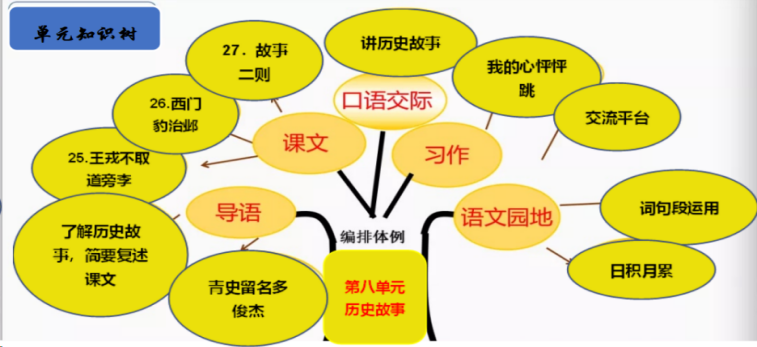 单元知识树
27．故事
二则
讲历史故事
我的心怦怦
跳
26.西门
豹治邺
口语交际
交流平台
课文
习作
25.王戎不取
道旁李
导语
语文园地
词句段运用
了解历史故
事，简要复述
课文
编排体例
日积月累
青史留名多
俊杰
第八单元
历史故事